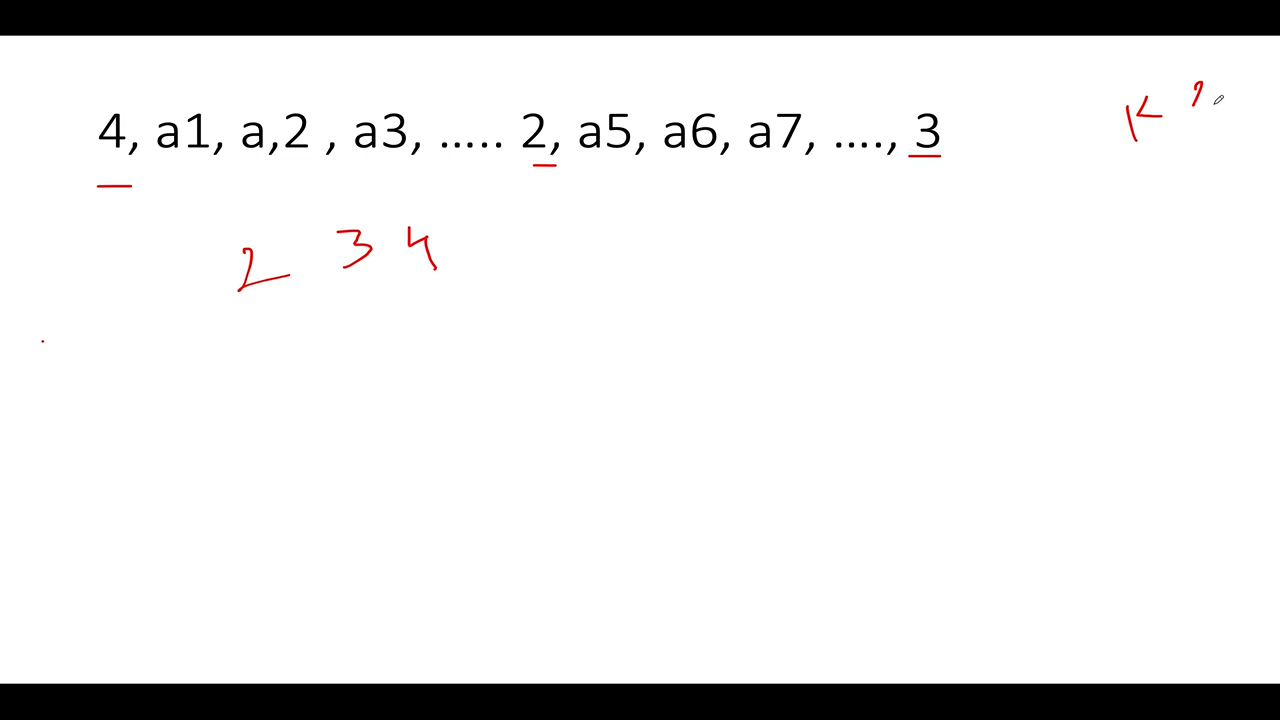 4, a1, a,2 , a3, ….. 2, a5, a6, a7, …., 3
K
2 3 4